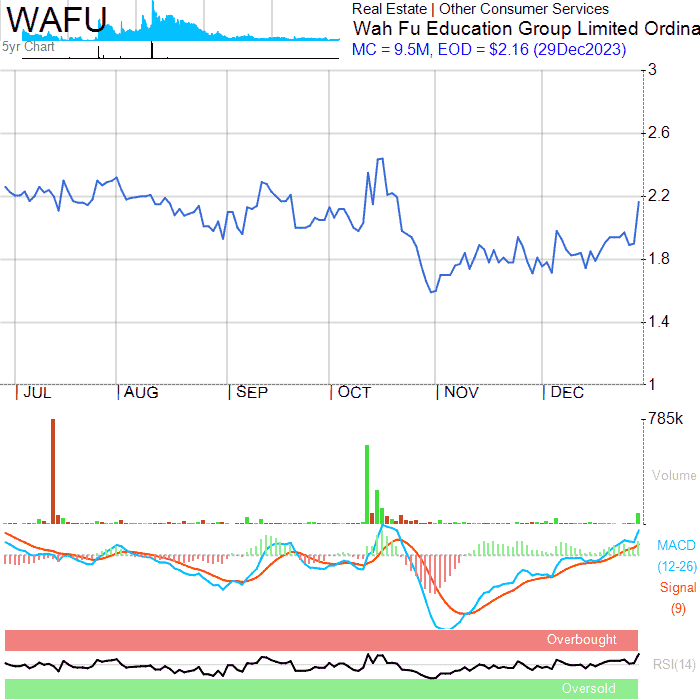 WAFU
Real Estate | Other Consumer Services
Wah Fu Education Group Limited Ordina
5yr Chart
MC = 9.5M, EOD = $2.16 (29Dec2023)
3
2.6
2.2
1.8
1.4
1
JUL AUG SEP OCT NOV DEC
785k
Volume
MACD
(12-26)
Signal
(9)
Overbought
RSI(14)
Oversold